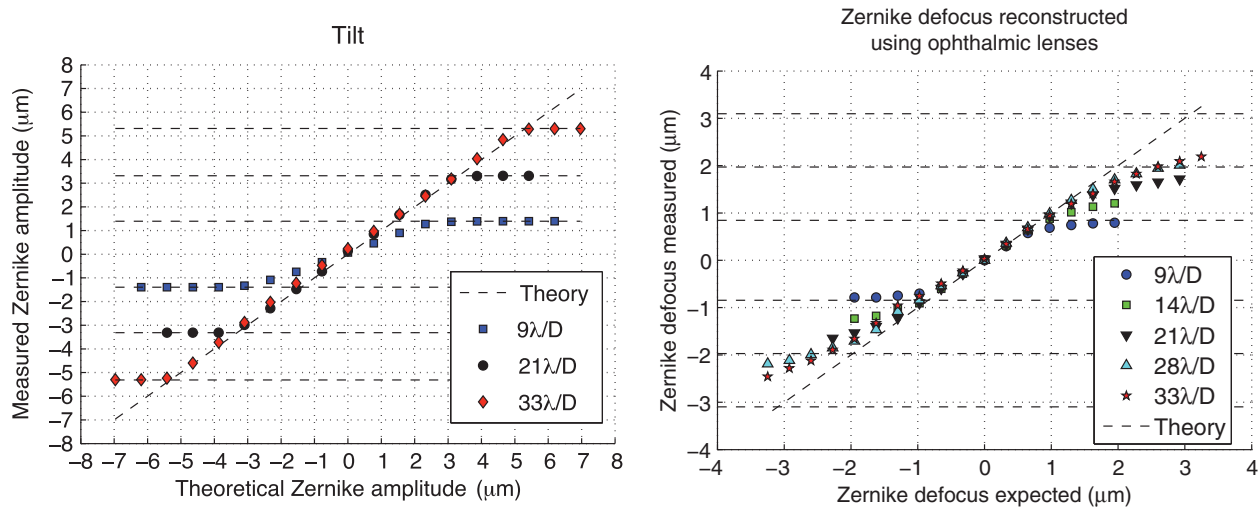 Tilt
Measured Zernike amplitude (μm)
8
7
6
5
4
3
2
1
0
−1
−2
−3
−4
−5
−6
−7
−8
−8 −7 −6 −5 −4 −3 −2 −1 0 1 2 3 4 5 6 7 8
Theoretical Zernike amplitude (μm)
Theory
9λ/D
21λ/D
33λ/D
Zernike defocus reconstructed
using ophthalmic lenses
Zernike defocus measured (μm)
4
3
2
1
0
−1
−2
−3
−4
−4 −3 −2 −1 0 1 2 3 4
Zernike defocus expected (μm)
9λ/D
14λ/D
21λ/D
28λ/D
33λ/D
Theory